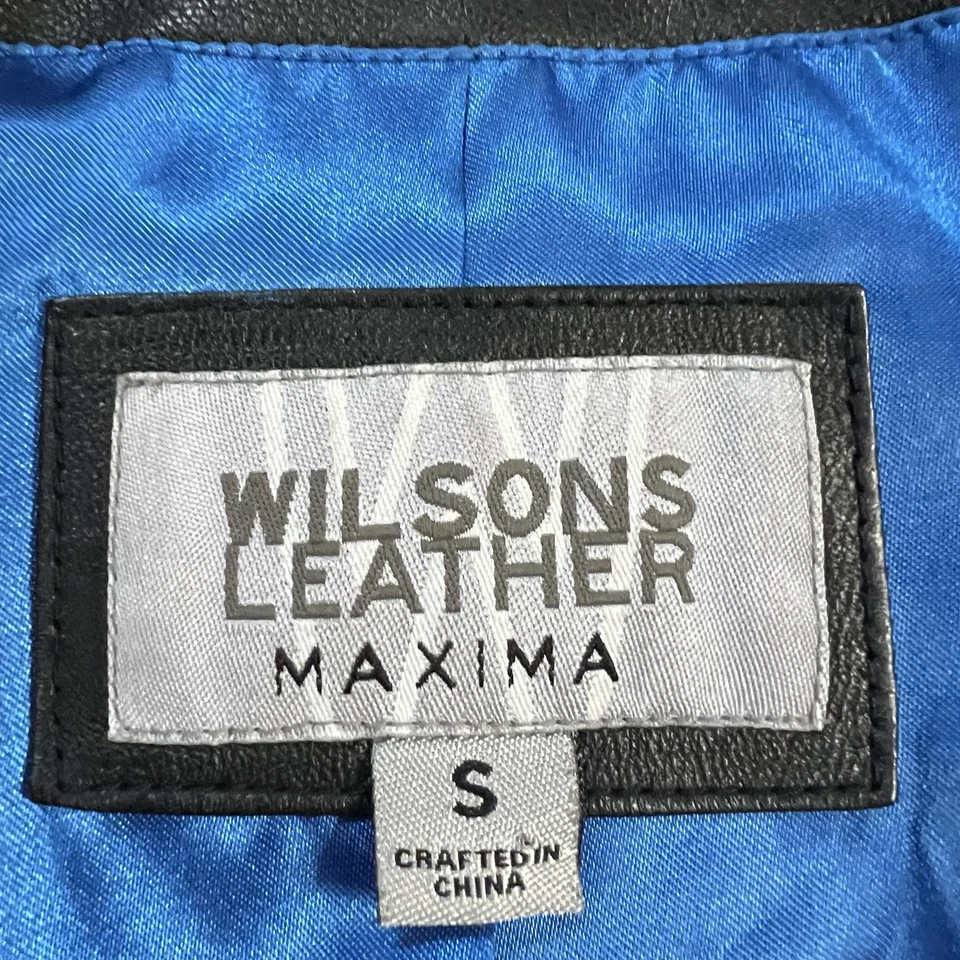 WILSONS
LEATHER
MAXIMA
S
CRAFTED IN
CHINA